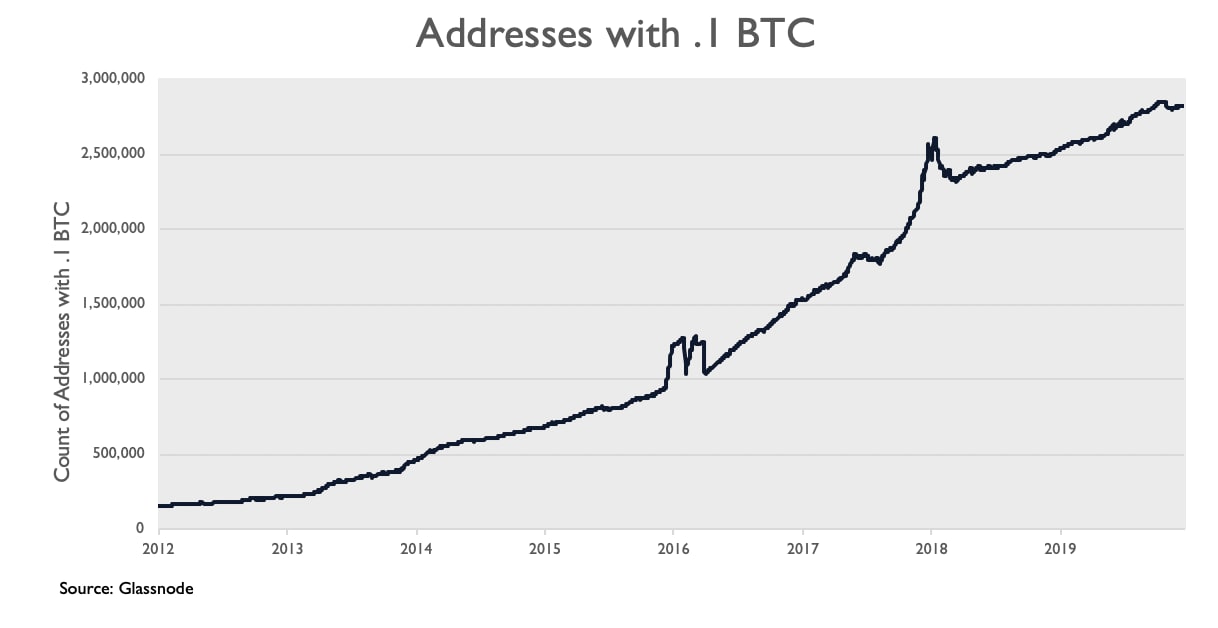 Addresses with .1 BTC
Count of Addresses with .1 BTC
3,000,000
2,500,000
2,000,000
1,500,000
1,000,000
500,000
0
2012 2013 2014 2015 2016 2017 2018 2019
Source: Glassnode